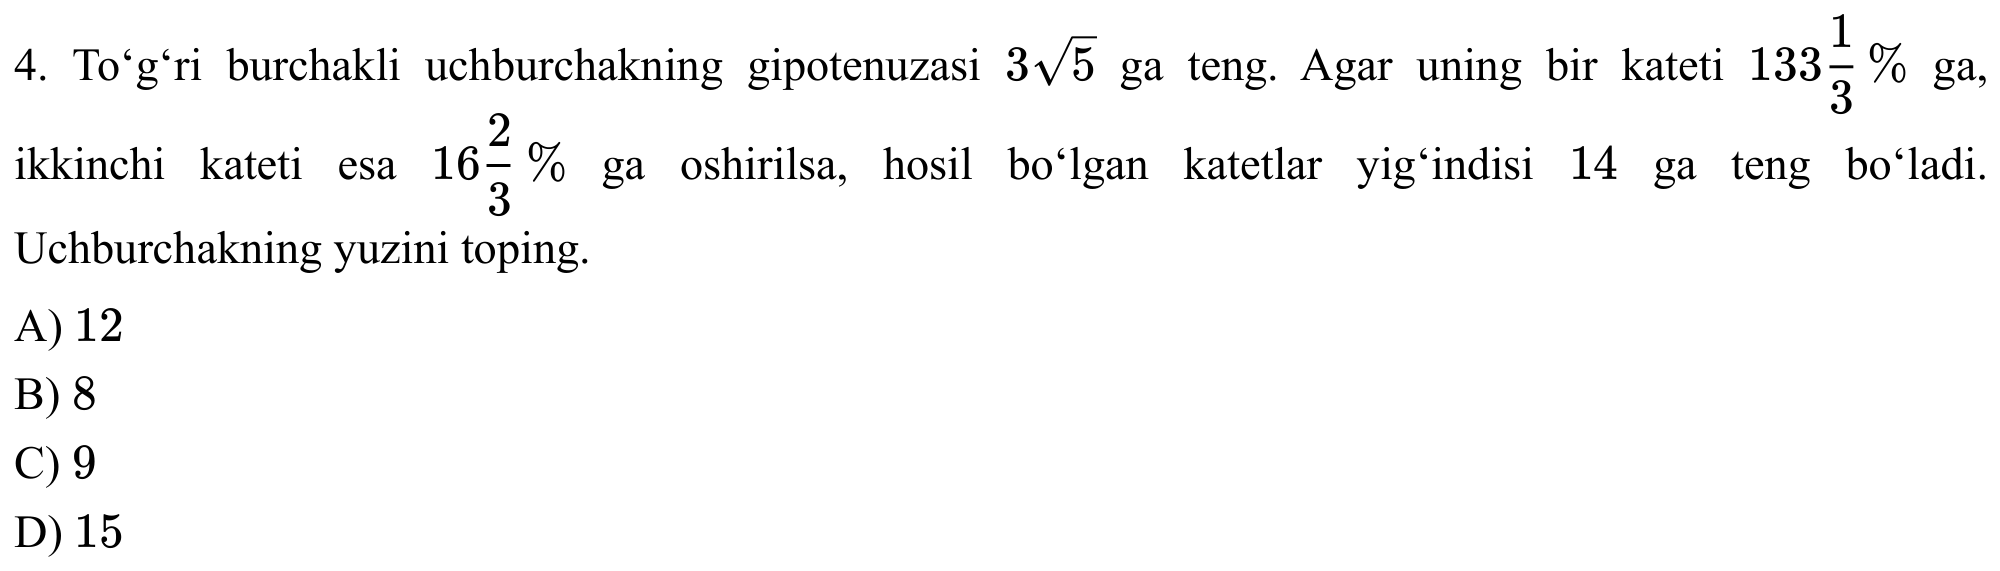 4. To‘g‘ri burchakli uchburchakning gipotenuzasi 3√5 ga teng. Agar uning bir kateti 133 1/3 % ga,
ikkinchi kateti esa 16 2/3 % ga oshirilsa, hosil bo‘lgan katetlar yig‘indisi 14 ga teng bo‘ladi.
Uchburchakning yuzini toping.
A) 12
B) 8
C) 9
D) 15